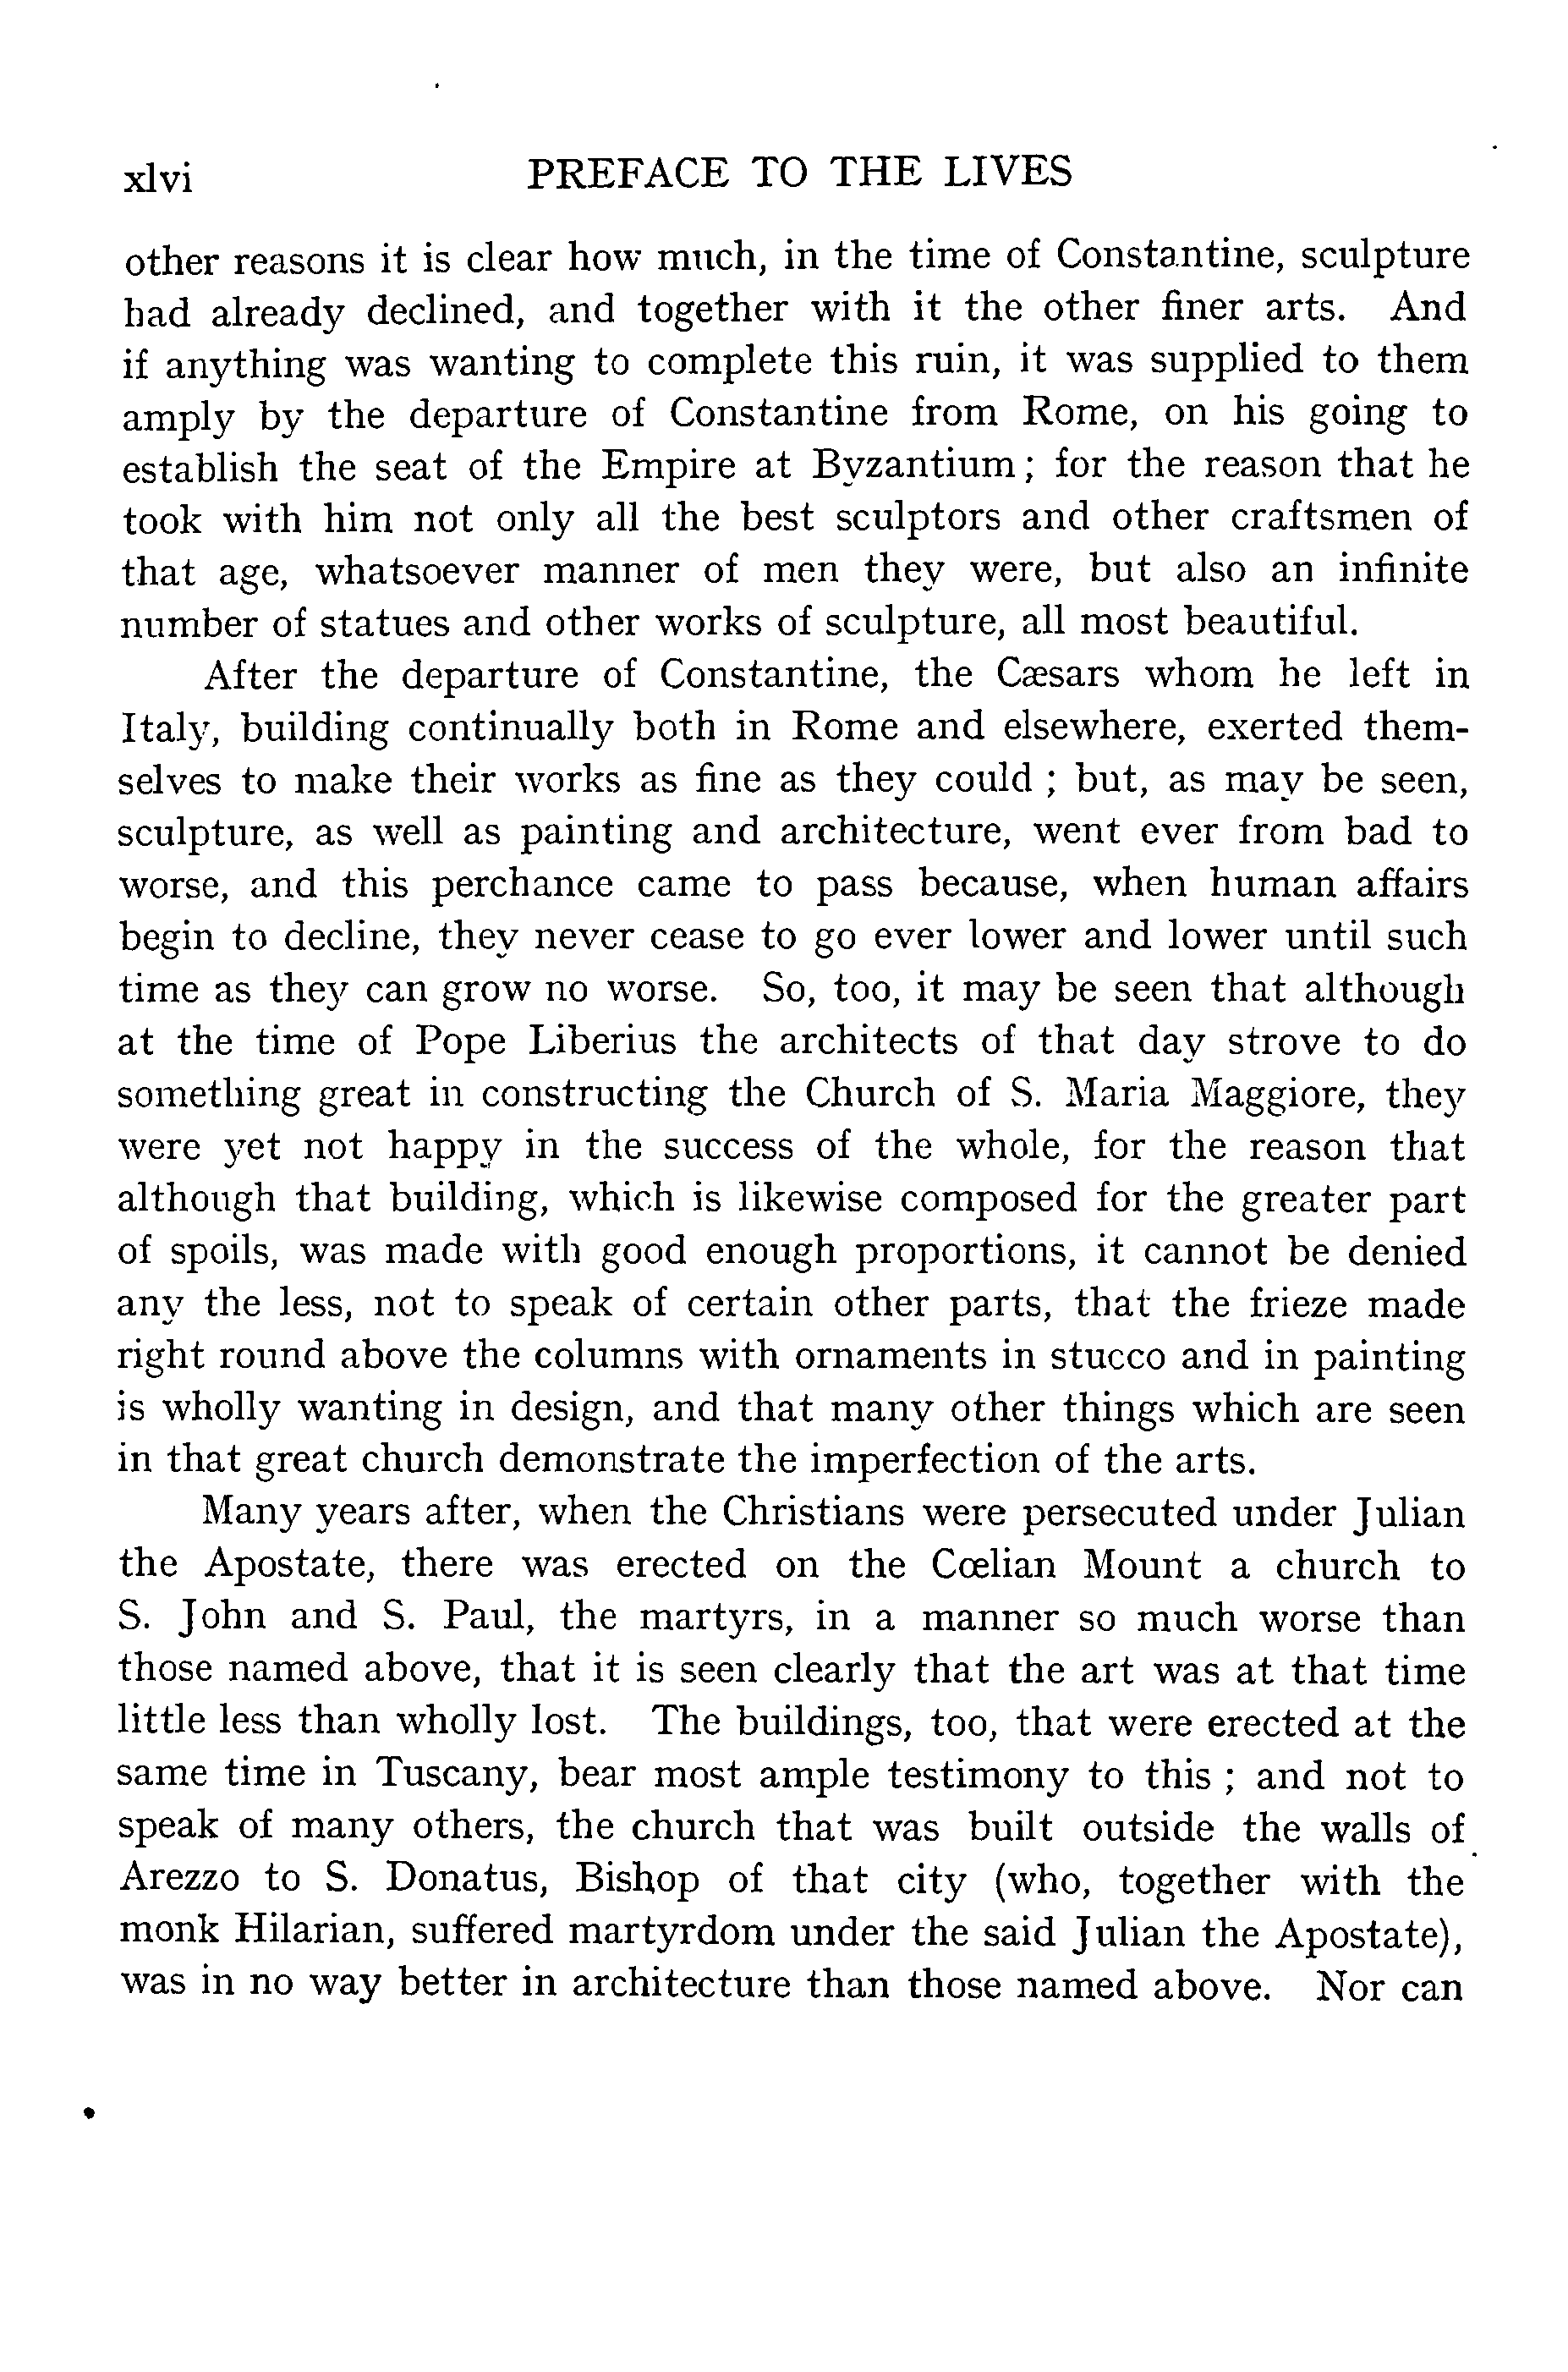 xlvi PREFACE TO THE LIVES
other reasons it is clear how much, in the time of Constantine, sculpture
had already declined, and together with it the other finer arts. And
if anything was wanting to complete this ruin, it was supplied to them
amply by the departure of Constantine from Rome, on his going to
establish the seat of the Empire at Byzantium; for the reason that he
took with him not only all the best sculptors and other craftsmen of
that age, whatsoever manner of men they were, but also an infinite
number of statues and other works of sculpture, all most beautiful.
After the departure of Constantine, the Cæsars whom he left in
Italy, building continually both in Rome and elsewhere, exerted them-
selves to make their works as fine as they could ; but, as may be seen,
sculpture, as well as painting and architecture, went ever from bad to
worse, and this perchance came to pass because, when human affairs
begin to decline, they never cease to go ever lower and lower until such
time as they can grow no worse. So, too, it may be seen that although
at the time of Pope Liberius the architects of that day strove to do
something great in constructing the Church of S. Maria Maggiore, they
were yet not happy in the success of the whole, for the reason that
although that building, which is likewise composed for the greater part
of spoils, was made with good enough proportions, it cannot be denied
any the less, not to speak of certain other parts, that the frieze made
right round above the columns with ornaments in stucco and in painting
is wholly wanting in design, and that many other things which are seen
in that great church demonstrate the imperfection of the arts.
Many years after, when the Christians were persecuted under Julian
the Apostate, there was erected on the Cœlian Mount a church to
S. John and S. Paul, the martyrs, in a manner so much worse than
those named above, that it is seen clearly that the art was at that time
little less than wholly lost. The buildings, too, that were erected at the
same time in Tuscany, bear most ample testimony to this ; and not to
speak of many others, the church that was built outside the walls of
Arezzo to S. Donatus, Bishop of that city (who, together with the
monk Hilarian, suffered martyrdom under the said Julian the Apostate),
was in no way better in architecture than those named above. Nor can